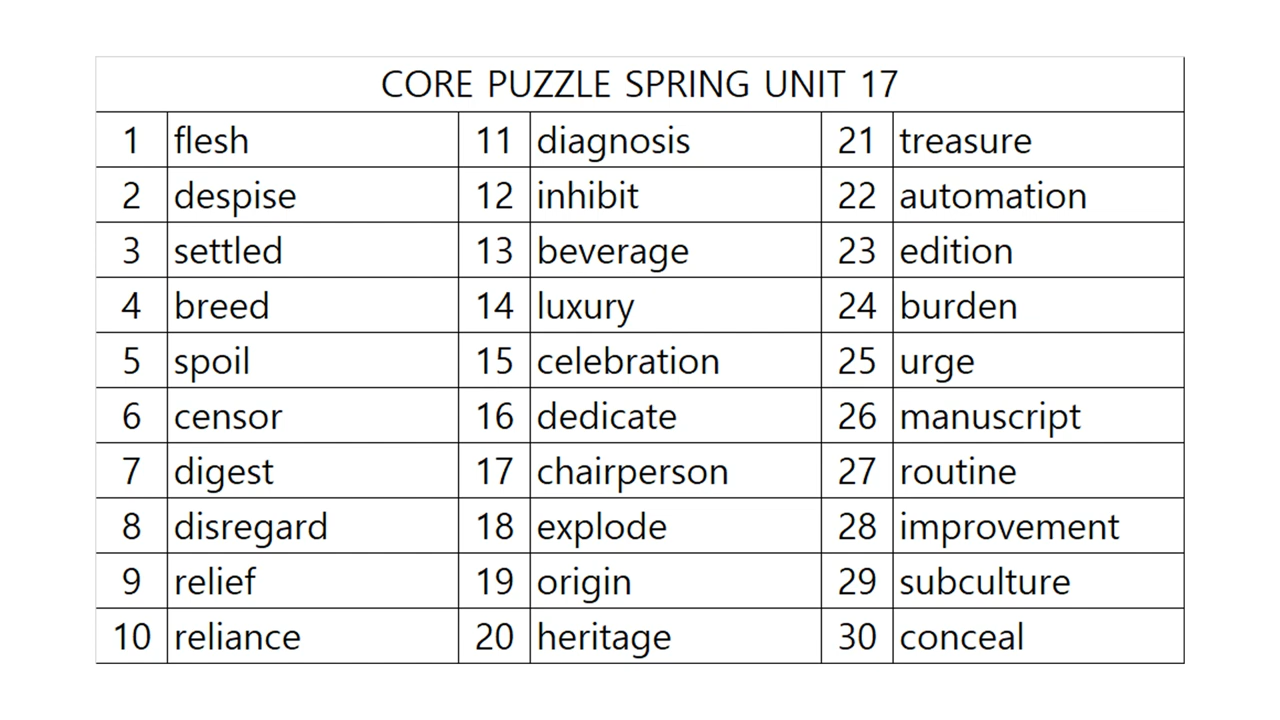 CORE PUZZLE SPRING UNIT 17
1 flesh 11 diagnosis 21 treasure
2 despise 12 inhibit 22 automation
3 settled 13 beverage 23 edition
4 breed 14 luxury 24 burden
5 spoil 15 celebration 25 urge
6 censor 16 dedicate 26 manuscript
7 digest 17 chairperson 27 routine
8 disregard 18 explode 28 improvement
9 relief 19 origin 29 subculture
10 reliance 20 heritage 30 conceal